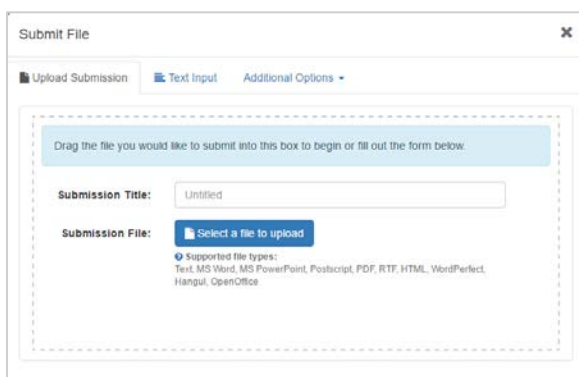 Submit File
Upload Submission
Text Input
Additional Options
Drag the file you would like to submit into this box to begin or fill out the form below.
Submission Title:
Untitled
Submission File:
Select a file to upload
Supported file types:
Text, MS Word, MS PowerPoint, Postscript, PDF, RTF, HTML, WordPerfect,
Hangul, OpenOffice